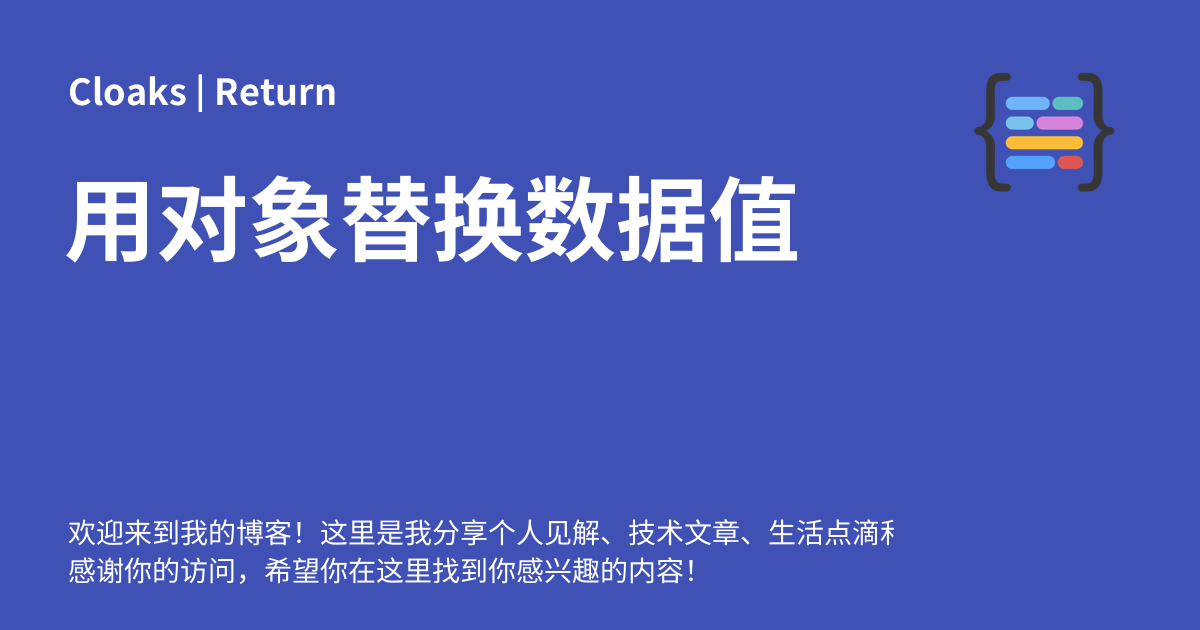 Cloaks | Return
用对象替换数据值
欢迎来到我的博客！这里是我分享个人见解、技术文章、生活点滴
感谢你的访问，希望你在这里找到你感兴趣的内容！